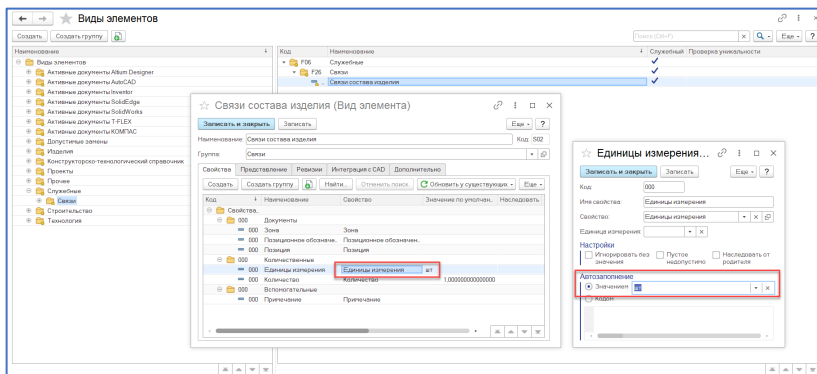 Виды элементов
Создать Создать группу Поиск (Ctrl+F) × Еще - ?
Наименование
Виды элементов
Активные документы Altium Designer
Активные документы AutoCAD
Активные документы Inventor
Активные документы SolidEdge
Активные документы SolidWorks
Активные документы T-FLEX
Активные документы КОМПАС
Допустимые замены
Изделия
Конструкторско-технологический справочник
Проекты
Прочее
Служебные
Связи
Строительство
Технология
Код Наименование Служебный Проверка уникальности
F06 Служебные
F26 Связи
Связи состава изделия
Связи состава изделия (Вид элемента)
Записать и закрыть Записать Еще - ?
Наименование: Связи состава изделия Код: S02
Группа: Связи
Свойства Представление Ревизии Интеграция с CAD Дополнительно
Создать Создать группу Найти... Отменить поиск Обновить у существующих - Еще -
Код Наименование Свойство Значение по умолчан... Наследовать
Свойства..
000 Документы
000 Зона Зона
000 Позиционное обозначе.. Позиционное обозначен..
000 Позиция Позиция
000 Количественные
000 Единицы измерения Единицы измерения шт
000 Количество Количество 1,000000000000000
000 Вспомогательные
000 Примечание Примечание
Единицы измерения...
Записать и закрыть Записать Еще - ?
Код: 000
Имя свойства: Единицы измерения
Свойство: Единицы измерения
Единица измерения:
Настройки
Игнорировать без значения Пустое недопустимо Наследовать от родителя
Автозаполнение
Значением шт
Кодом